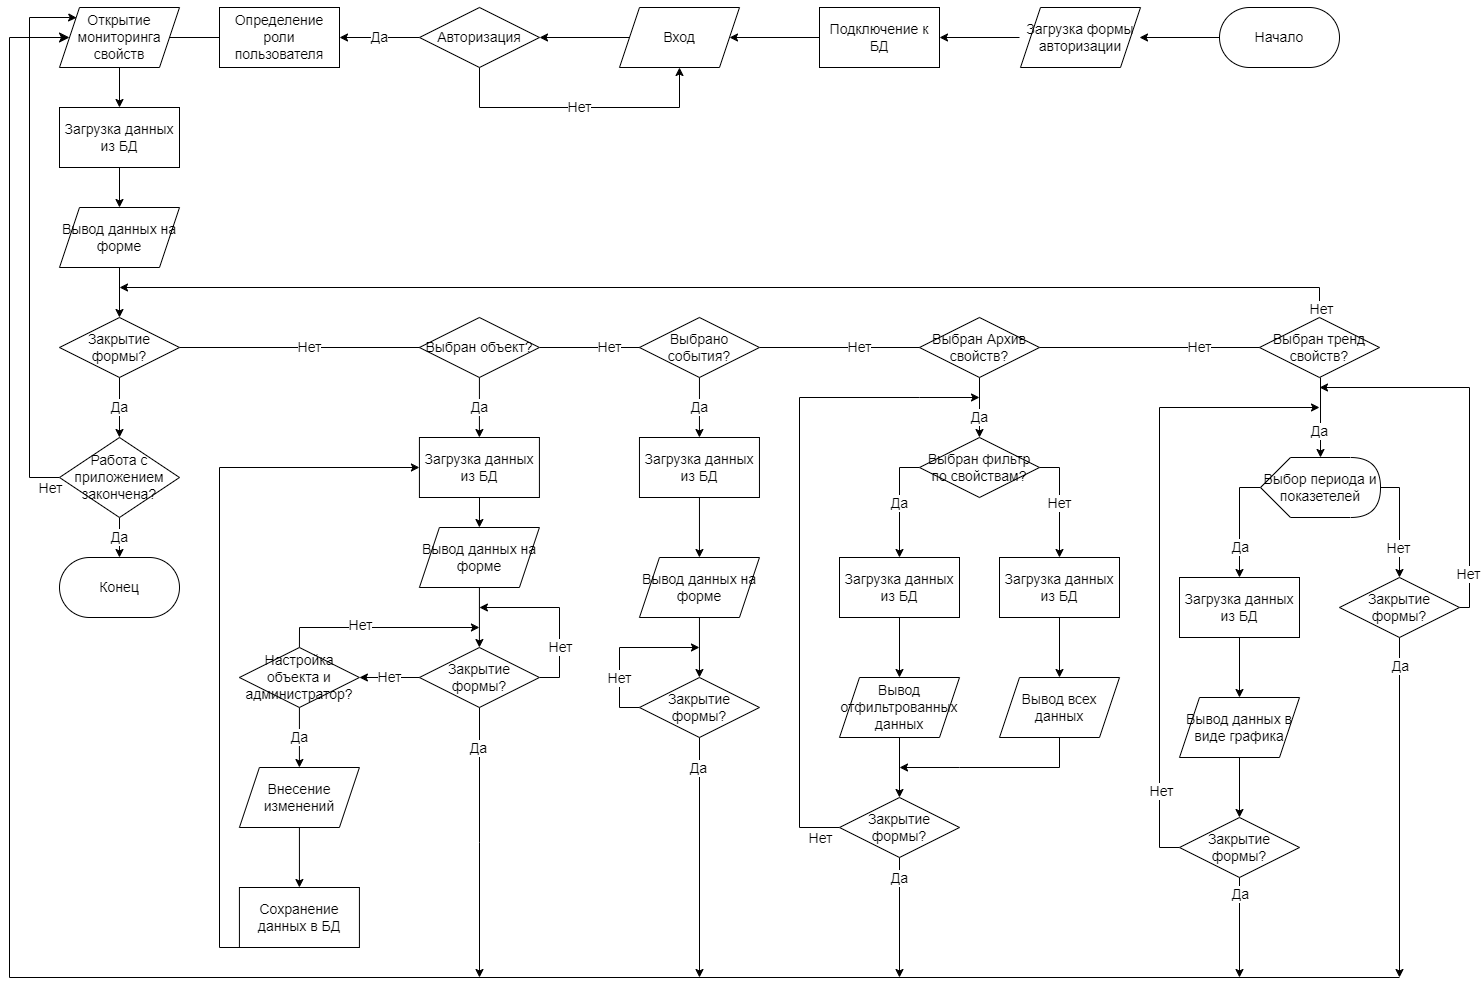 Открытие
мониторинга
свойств
Определение
роли
пользователя
Да
Авторизация
Вход
Подключение к
БД
Загрузка формы
авторизации
Начало
Нет
Загрузка данных
из БД
Вывод данных на
форме
Нет
Закрытие
формы?
Нет
Выбран объект?
Нет
Выбрано
события?
Нет
Выбран Архив
свойств?
Нет
Выбран тренд
свойств?
Да
Да
Да
Да
Да
Работа с
приложением
закончена?
Нет
Да
Конец
Загрузка данных
из БД
Вывод данных на
форме
Нет
Нет
Настройка
объекта и
администратор?
Нет
Закрытие
формы?
Да
Да
Внесение
изменений
Сохранение
данных в БД
Загрузка данных
из БД
Вывод данных на
форме
Нет
Закрытие
формы?
Да
Выбран фильтр
по свойствам?
Да
Нет
Загрузка данных
из БД
Загрузка данных
из БД
Вывод
отфильтрованных
данных
Вывод всех
данных
Закрытие
формы?
Нет
Да
Выбор периода и
показетелей
Да
Нет
Нет
Загрузка данных
из БД
Закрытие
формы?
Да
Вывод данных в
виде графика
Нет
Закрытие
формы?
Да